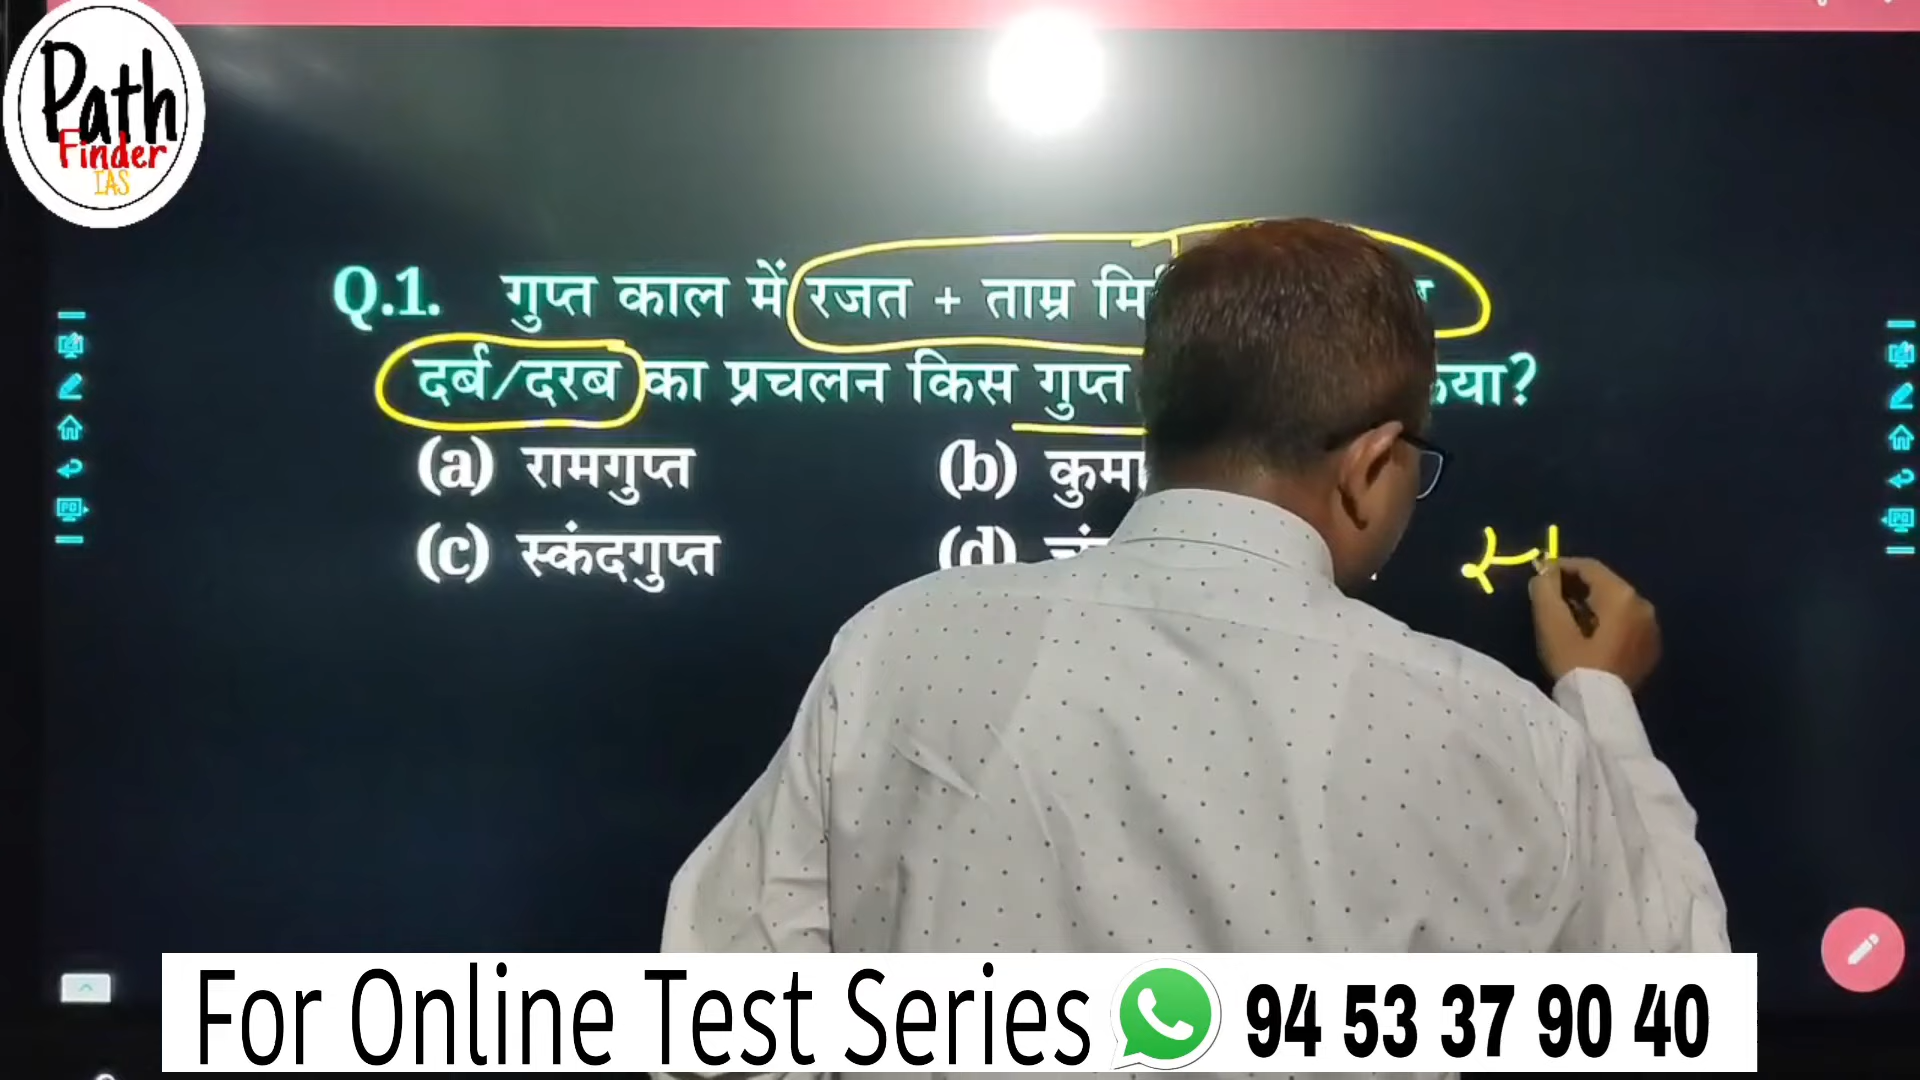 Path
Finder
IAS
Q.1. गुप्त काल में रजत + ताम्र
दर्ब/दरब का प्रचलन किस गुप्त
(a) रामगुप्त (b)
(c) स्कंदगुप्त (d)
For Online Test Series 94 53 37 90 40